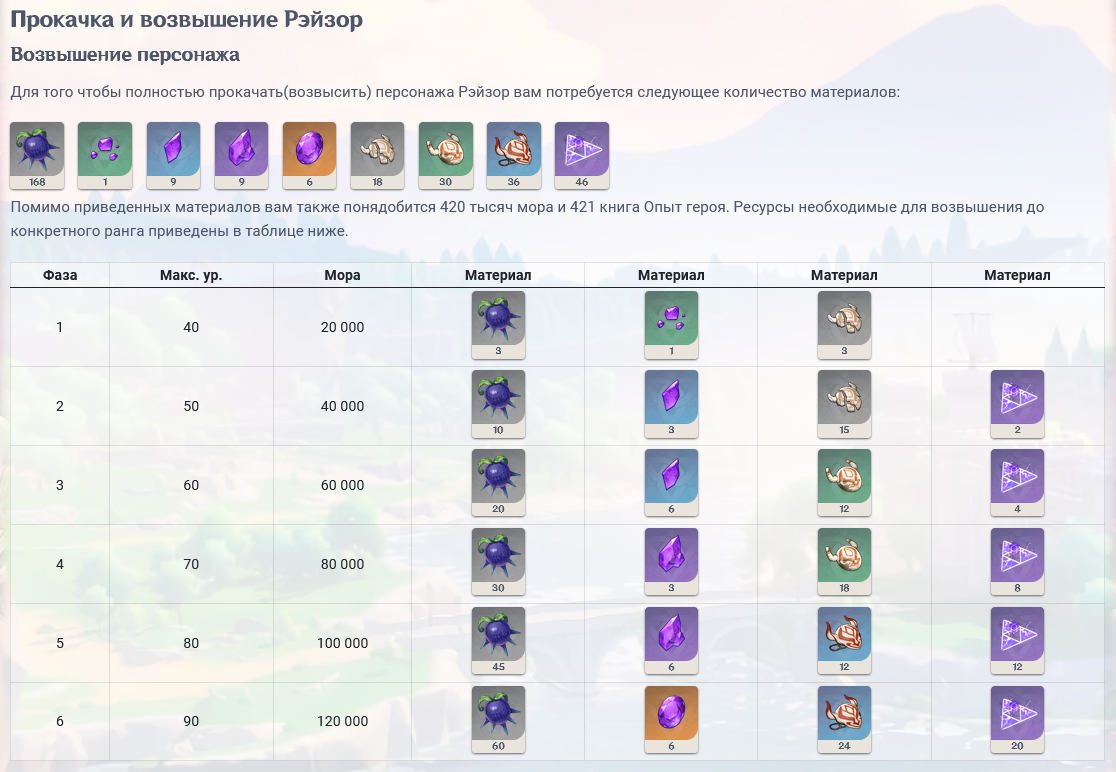 Прокачка и возвышение Рэйзор
Возвышение персонажа
Для того чтобы полностью прокачать(возвысить) персонажа Рэйзор вам потребуется следующее количество материалов:
168 1 9 9 6 18 30 36 46
Помимо приведенных материалов вам также понядобится 420 тысяч мора и 421 книга Опыт героя. Ресурсы необходимые для возвышения до
конкретного ранга приведены в таблице ниже.
Фаза Макс. ур. Мора Материал Материал Материал Материал
1 40 20 000 3 1 3
2 50 40 000 10 3 15 2
3 60 60 000 20 6 12 4
4 70 80 000 30 3 18 8
5 80 100 000 45 6 12 12
6 90 120 000 60 6 24 20